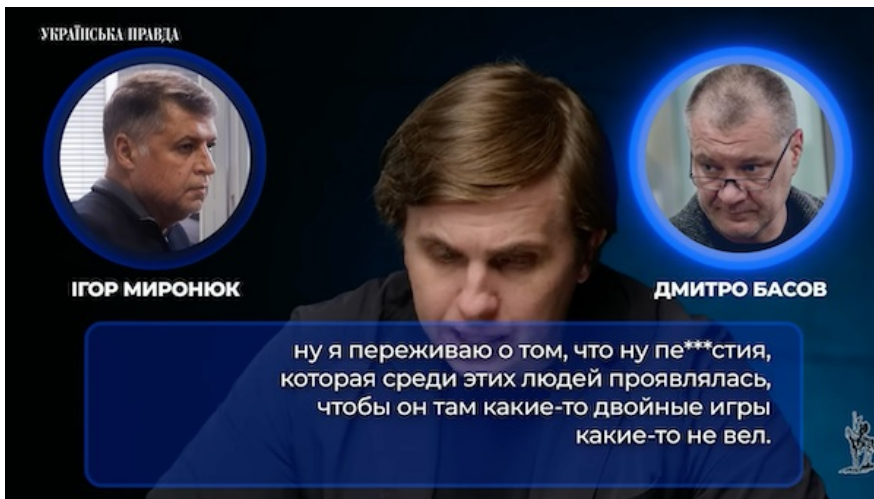 УКРАЇНСЬКА ПРАВДА
ІГОР МИРОНЮК
ДМИТРО БАСОВ
ну я переживаю о том, что ну пе***стия,
которая среди этих людей проявлялась,
чтобы он там какие-то двойные игры
какие-то не вел.